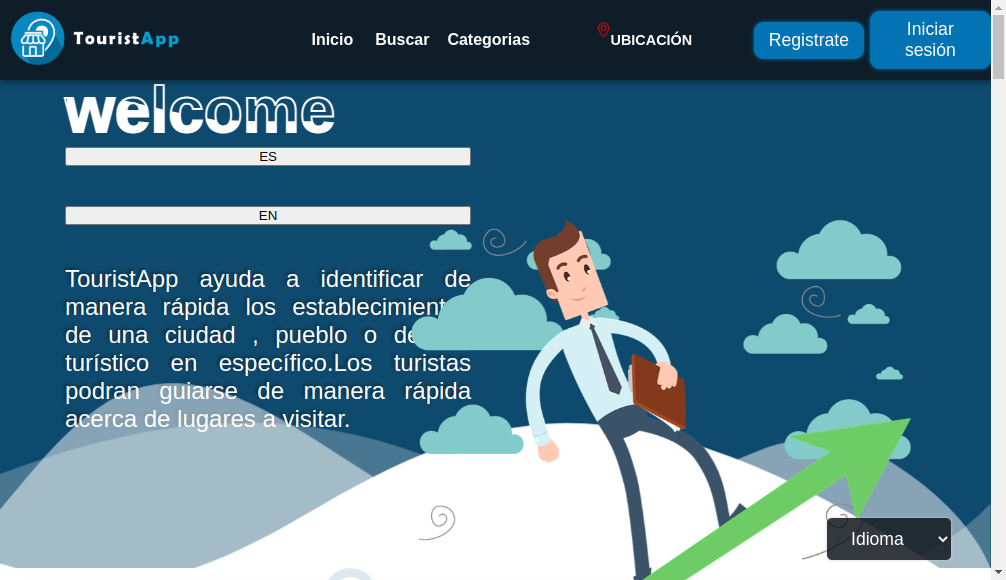 TouristApp
Inicio
Buscar
Categorias
UBICACIÓN
Registrate
Iniciar
sesión
welcome
ES
EN
TouristApp ayuda a identificar de
manera rápida los establecimient
de una ciudad , pueblo o de
turístico en específico.Los turistas
podran guiarse de manera rápida
acerca de lugares a visitar.
Idioma